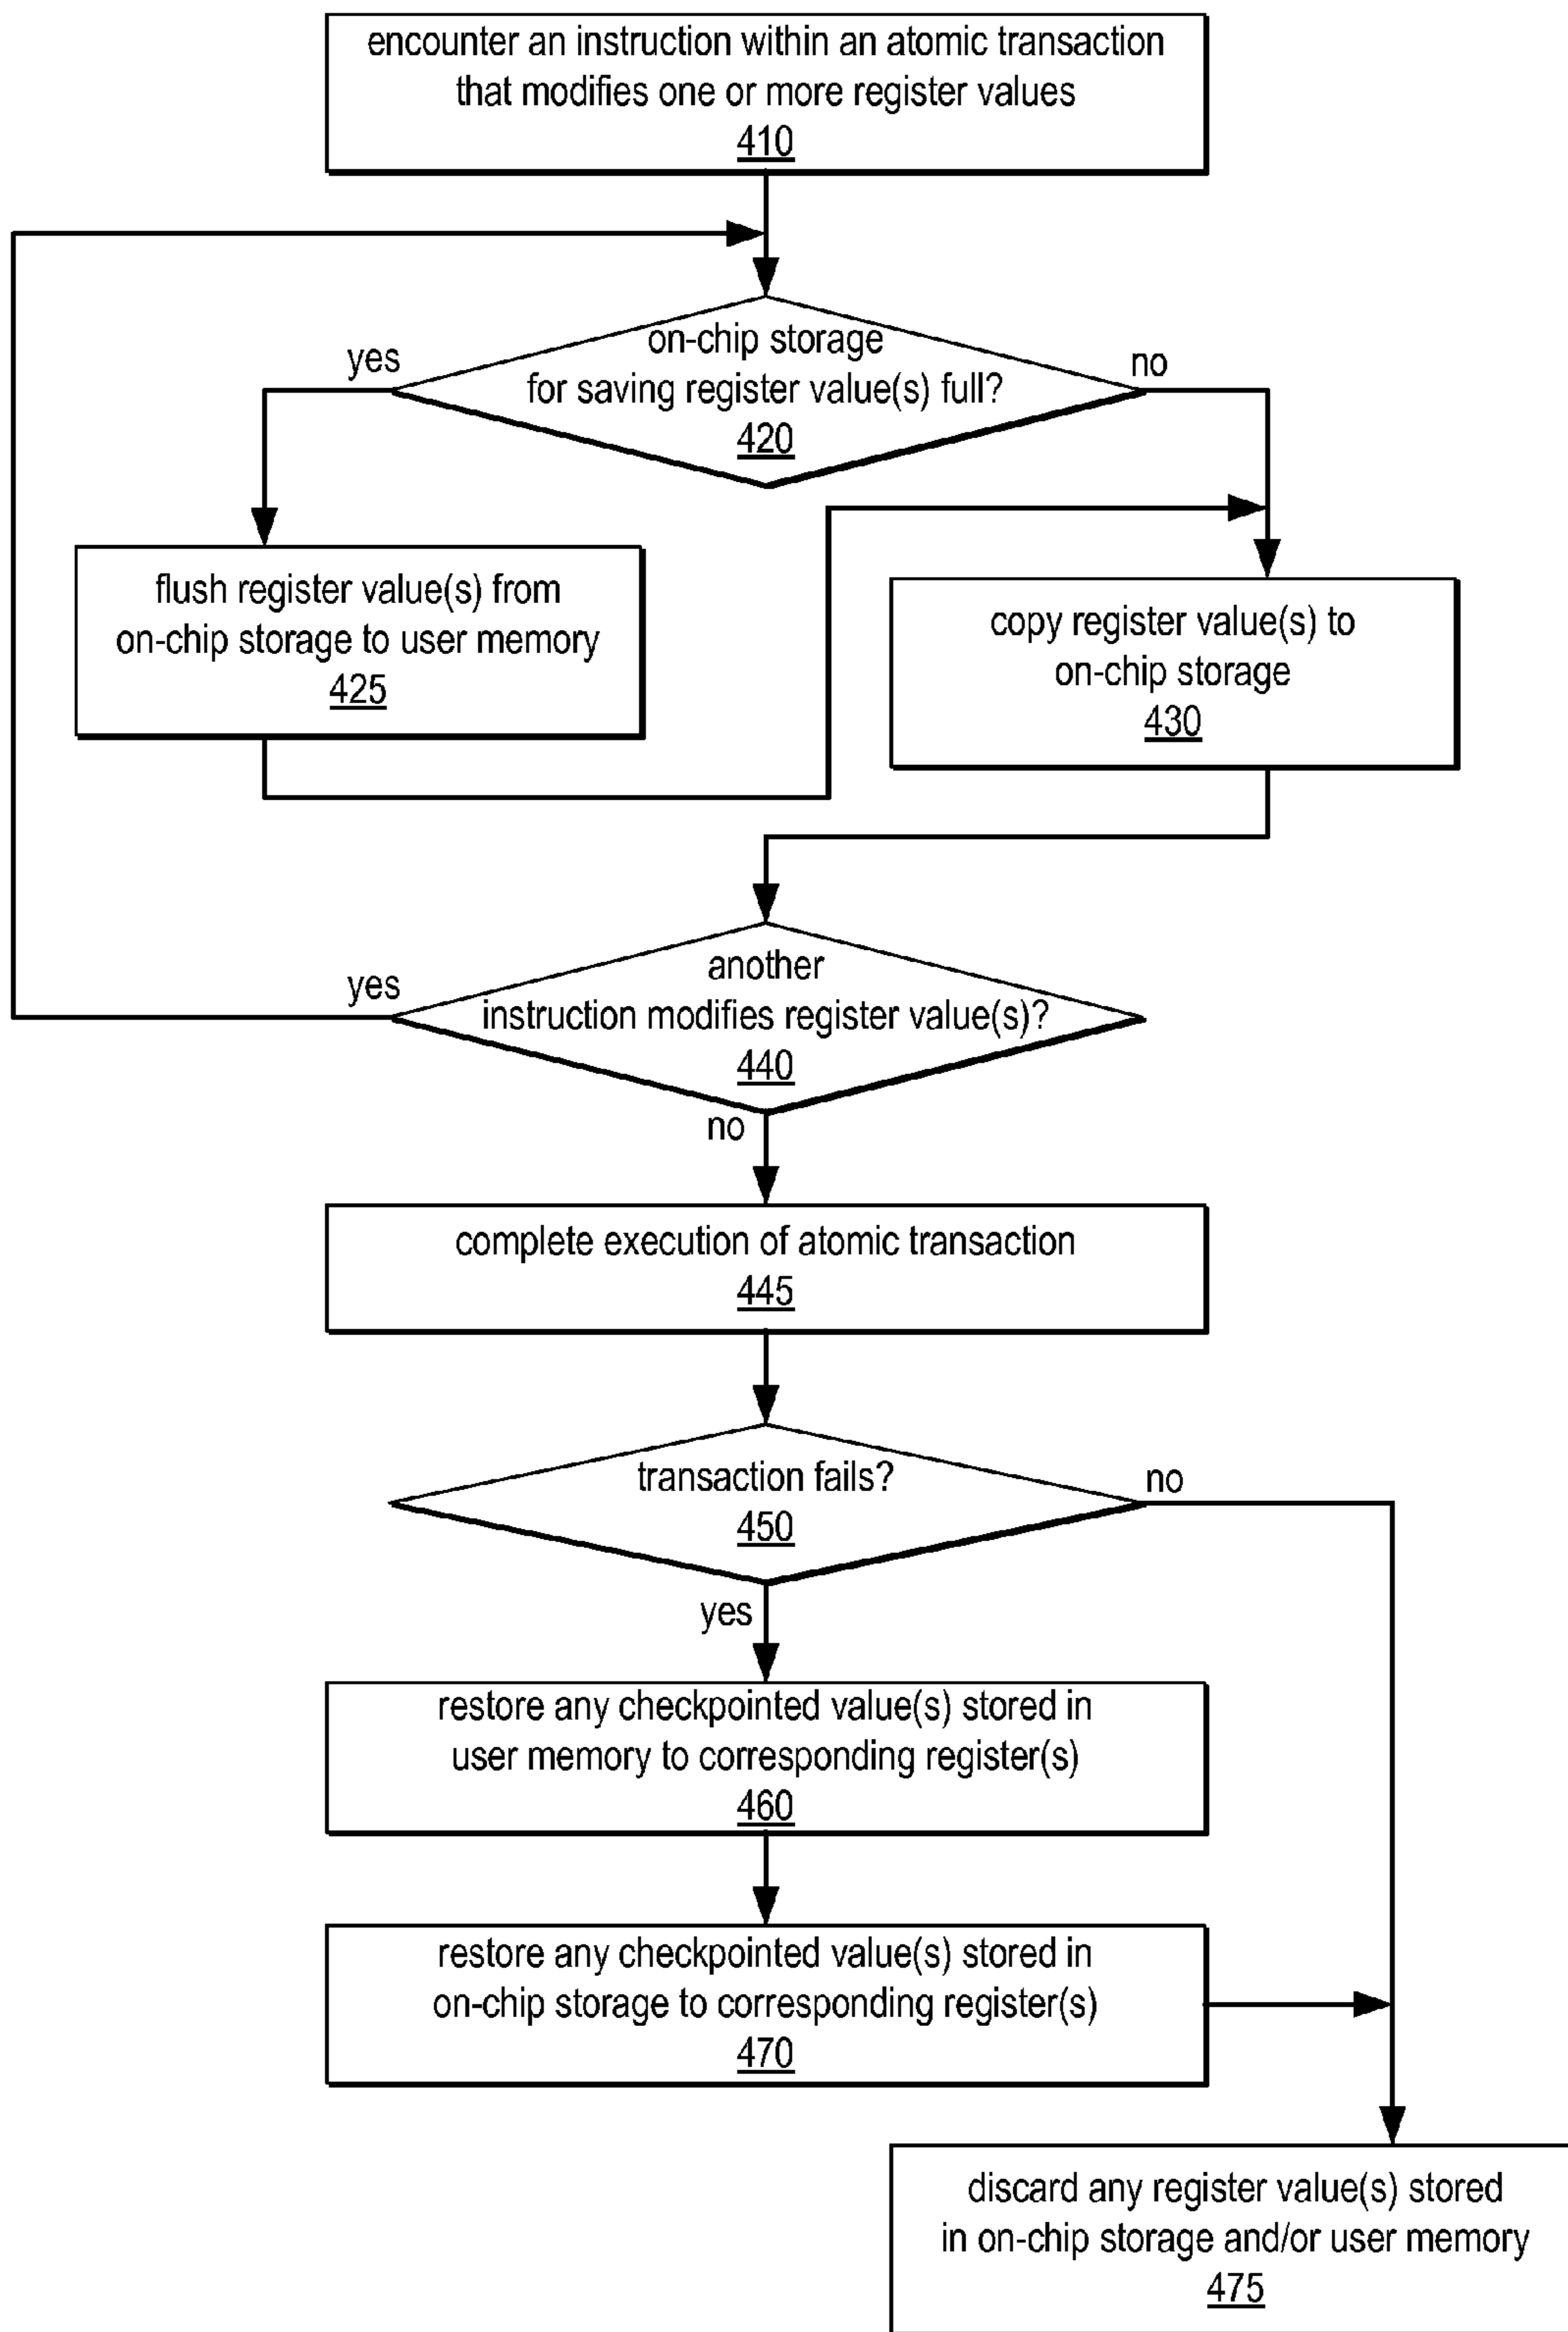 encounter an instruction within an atomic transaction
that modifies one or more register values
410
on-chip storage
for saving register value(s) full?
420
yes
no
flush register value(s) from
on-chip storage to user memory
425
copy register value(s) to
on-chip storage
430
another
instruction modifies register value(s)?
440
yes
no
complete execution of atomic transaction
445
transaction fails?
450
no
yes
restore any checkpointed value(s) stored in
user memory to corresponding register(s)
460
restore any checkpointed value(s) stored in
on-chip storage to corresponding register(s)
470
discard any register value(s) stored
in on-chip storage and/or user memory
475